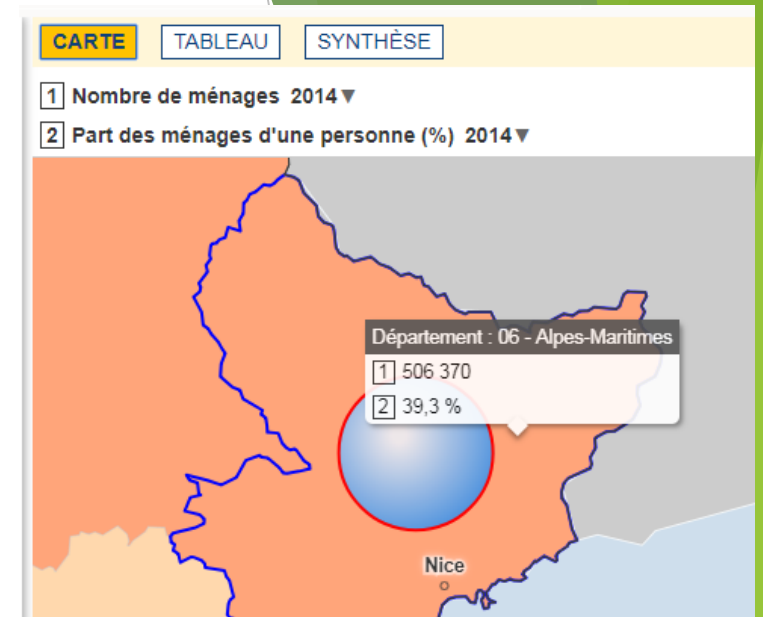 CARTE TABLEAU SYNTHÈSE
1 Nombre de ménages 2014▼
2 Part des ménages d'une personne (%) 2014▼
Département : 06 - Alpes-Maritimes
1 506 370
2 39,3 %
Nice